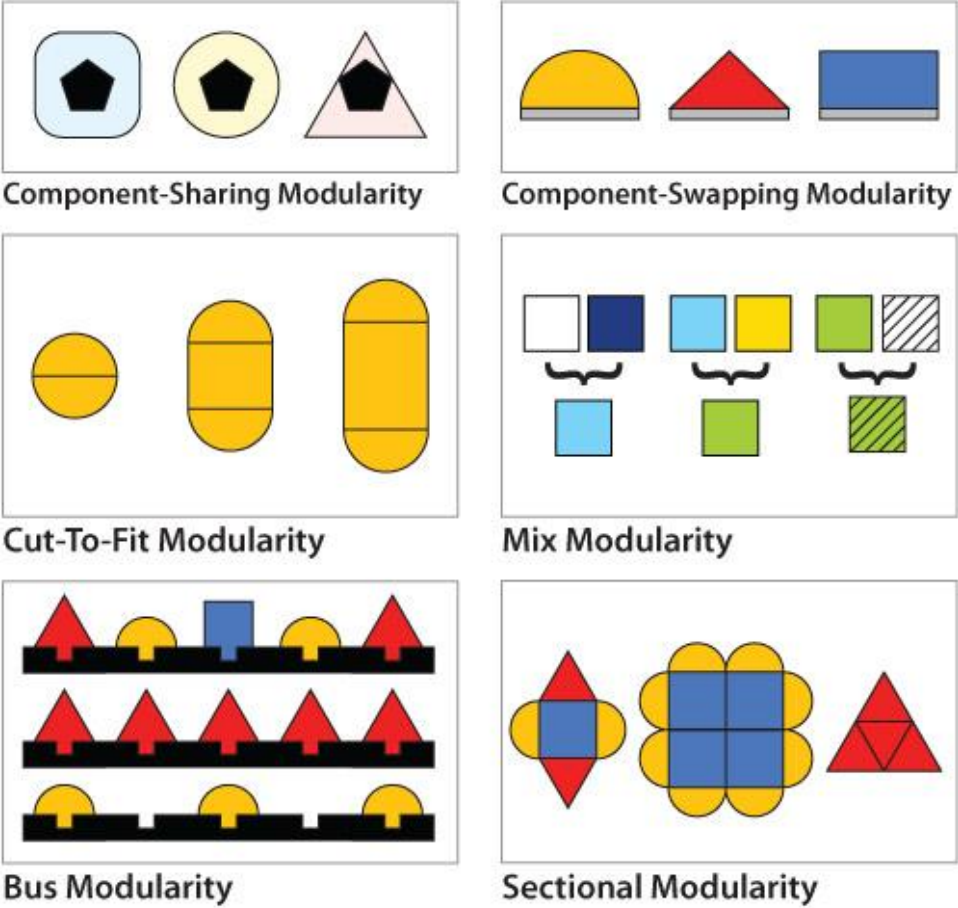 Component-Sharing Modularity
Component-Swapping Modularity
Cut-To-Fit Modularity
Mix Modularity
Bus Modularity
Sectional Modularity